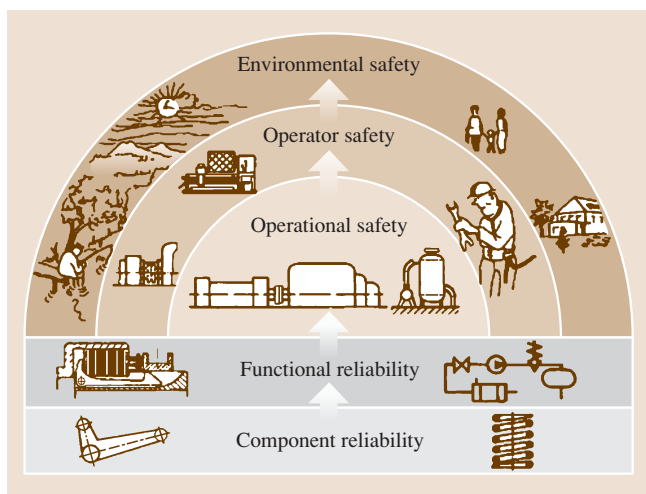 Environmental safety
Operator safety
Operational safety
Functional reliability
Component reliability